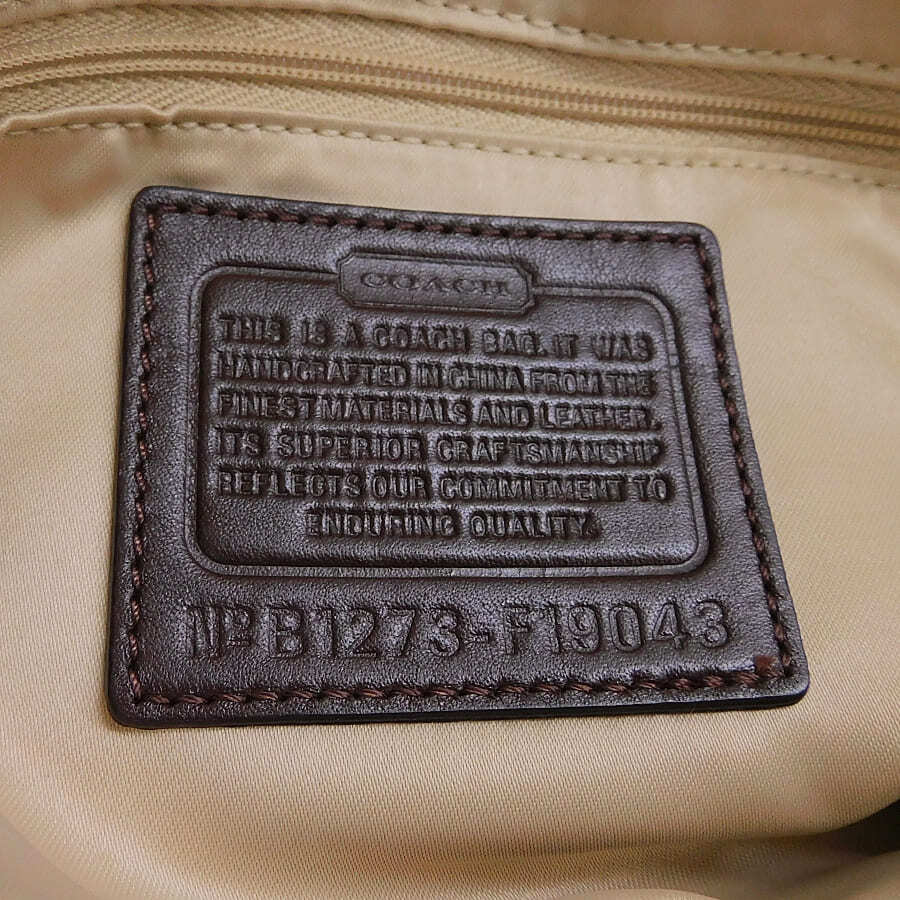 COACH
THIS IS A COACH BAG. IT WAS
HANDCRAFTED IN CHINA FROM THE
FINEST MATERIALS AND LEATHER.
ITS SUPERIOR CRAFTSMANSHIP
REFLECTS OUR COMMITMENT TO
ENDURING QUALITY.
Nº B1273-F19043